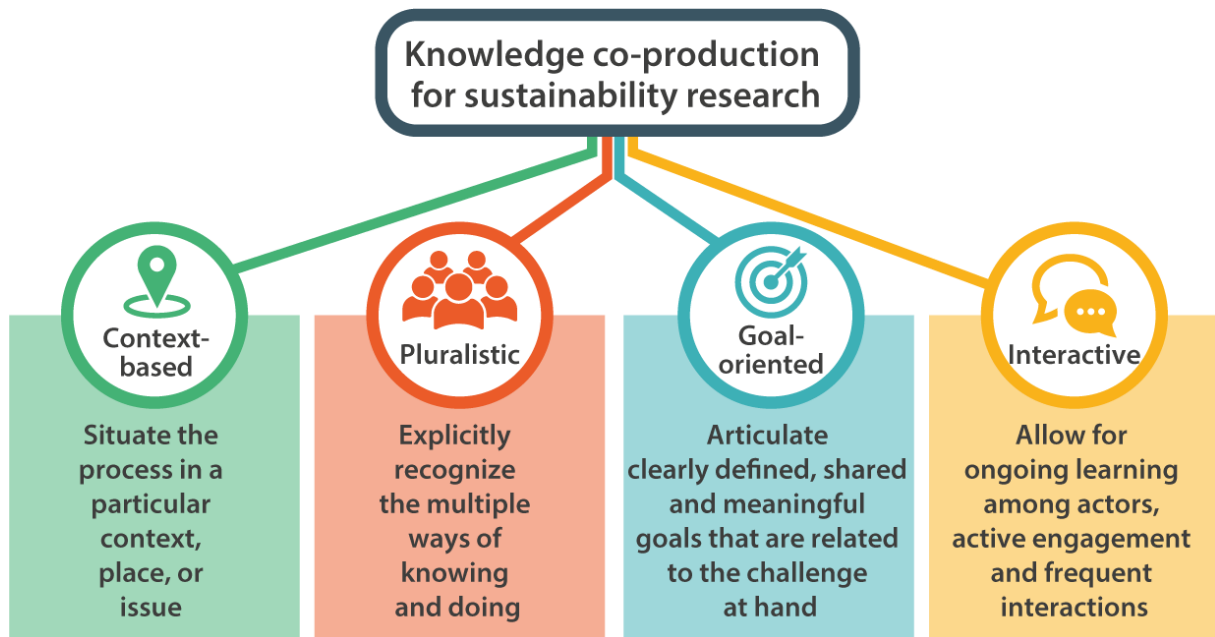 Knowledge co-production
for sustainability research
Context-
based
Situate the
process in a
particular
context,
place, or
issue
Pluralistic
Explicitly
recognize
the multiple
ways of
knowing
and doing
Goal-
oriented
Articulate
clearly defined, shared
and meaningful
goals that are related
to the challenge
at hand
Interactive
Allow for
ongoing learning
among actors,
active engagement
and frequent
interactions